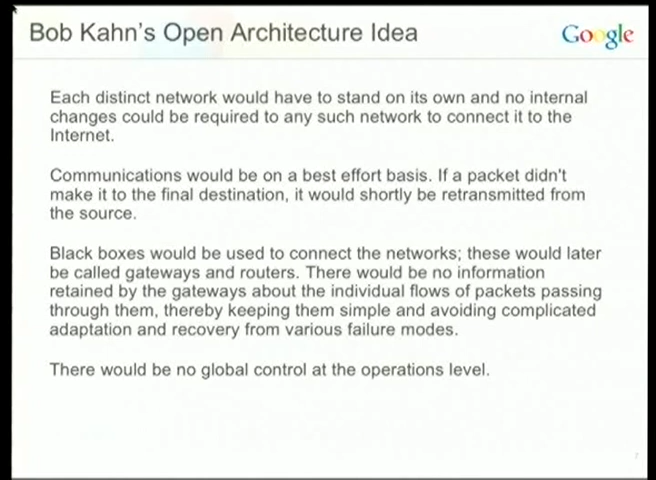 Bob Kahn's Open Architecture Idea
Google
Each distinct network would have to stand on its own and no internal
changes could be required to any such network to connect it to the
Internet.
Communications would be on a best effort basis. If a packet didn't
make it to the final destination, it would shortly be retransmitted from
the source.
Black boxes would be used to connect the networks; these would later
be called gateways and routers. There would be no information
retained by the gateways about the individual flows of packets passing
through them, thereby keeping them simple and avoiding complicated
adaptation and recovery from various failure modes.
There would be no global control at the operations level.